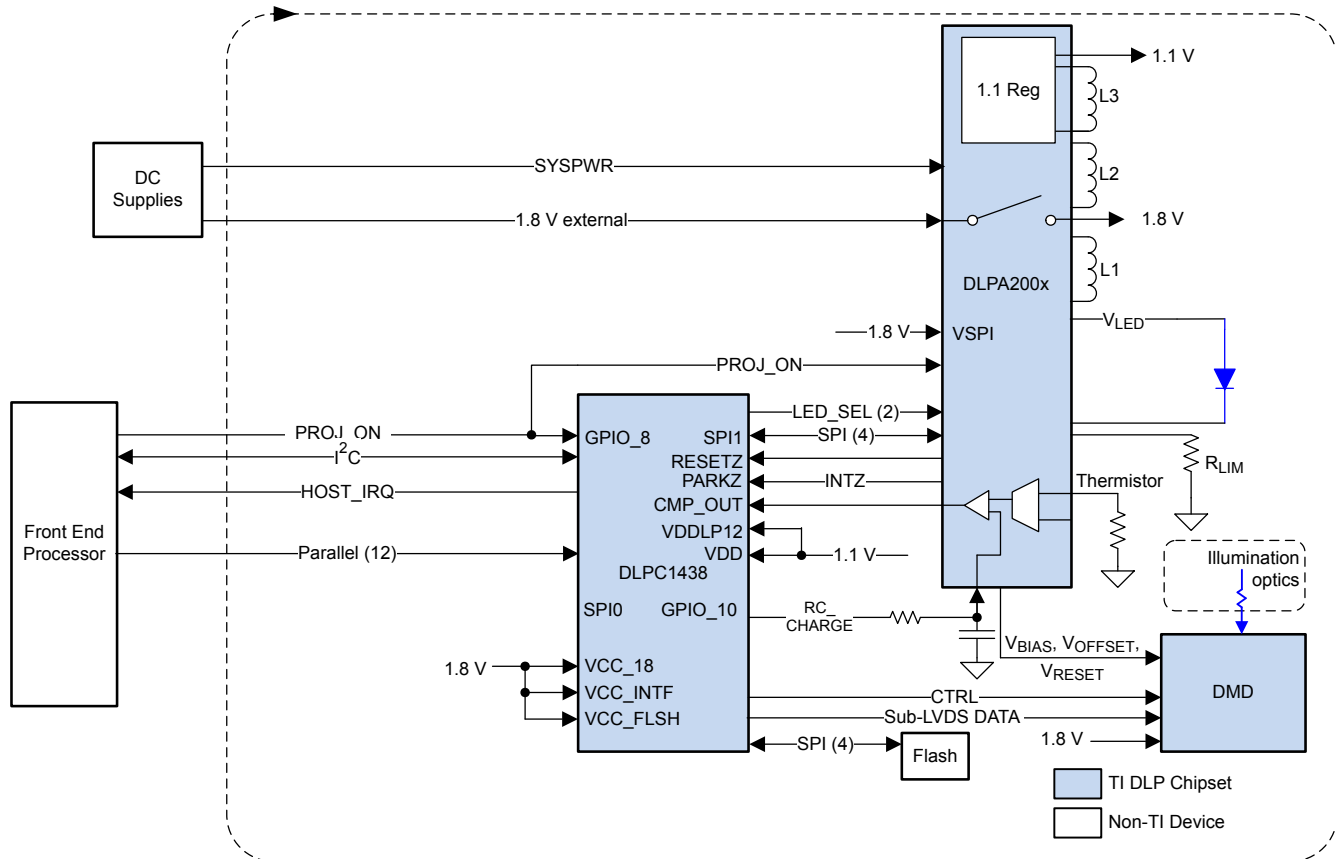 1.1 V
1.1 Reg
L3
DC
Supplies
SYSPWR
L2
1.8 V external
1.8 V
L1
DLPA200x
VLED
1.8 V
VSPI
PROJ_ON
LED_SEL (2)
PROJ_ON
GPIO_8
SPI1
SPI (4)
I2C
RESETZ
RLIM
PARKZ
INTZ
Thermistor
HOST_IRQ
CMP_OUT
Front End
Processor
VDDLP12
Parallel (12)
VDD
1.1 V
DLPC1438
Illumination
optics
SPI0
GPIO_10
RC_
CHARGE
VBIAS, VOFFSET,
VRESET
1.8 V
VCC_18
VCC_INTF
CTRL
DMD
VCC_FLSH
Sub-LVDS DATA
1.8 V
SPI (4)
Flash
TI DLP Chipset
Non-TI Device